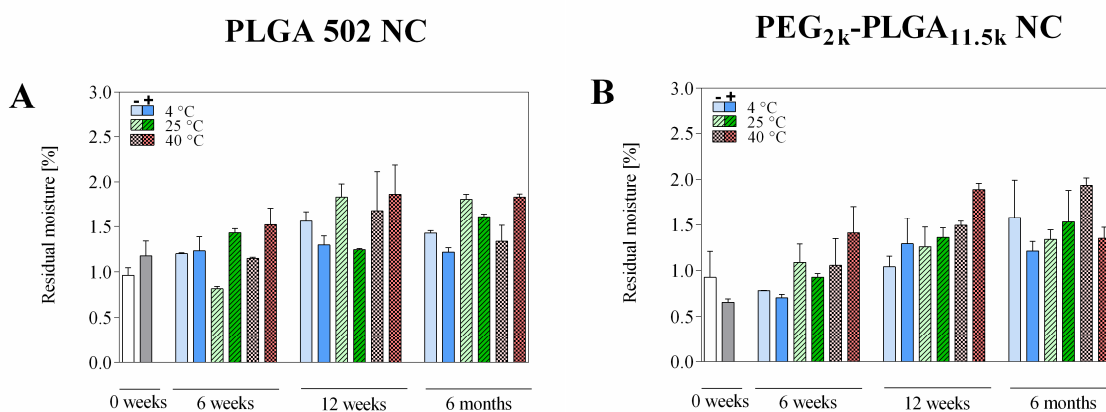 PLGA 502 NC
A
- +
4 °C
25 °C
40 °C
Residual moisture [%]
3.0
2.5
2.0
1.5
1.0
0.5
0.0
0 weeks 6 weeks 12 weeks 6 months
PEG2k-PLGA11.5k NC
B
- +
4 °C
25 °C
40 °C
Residual moisture [%]
3.0
2.5
2.0
1.5
1.0
0.5
0.0
0 weeks 6 weeks 12 weeks 6 months